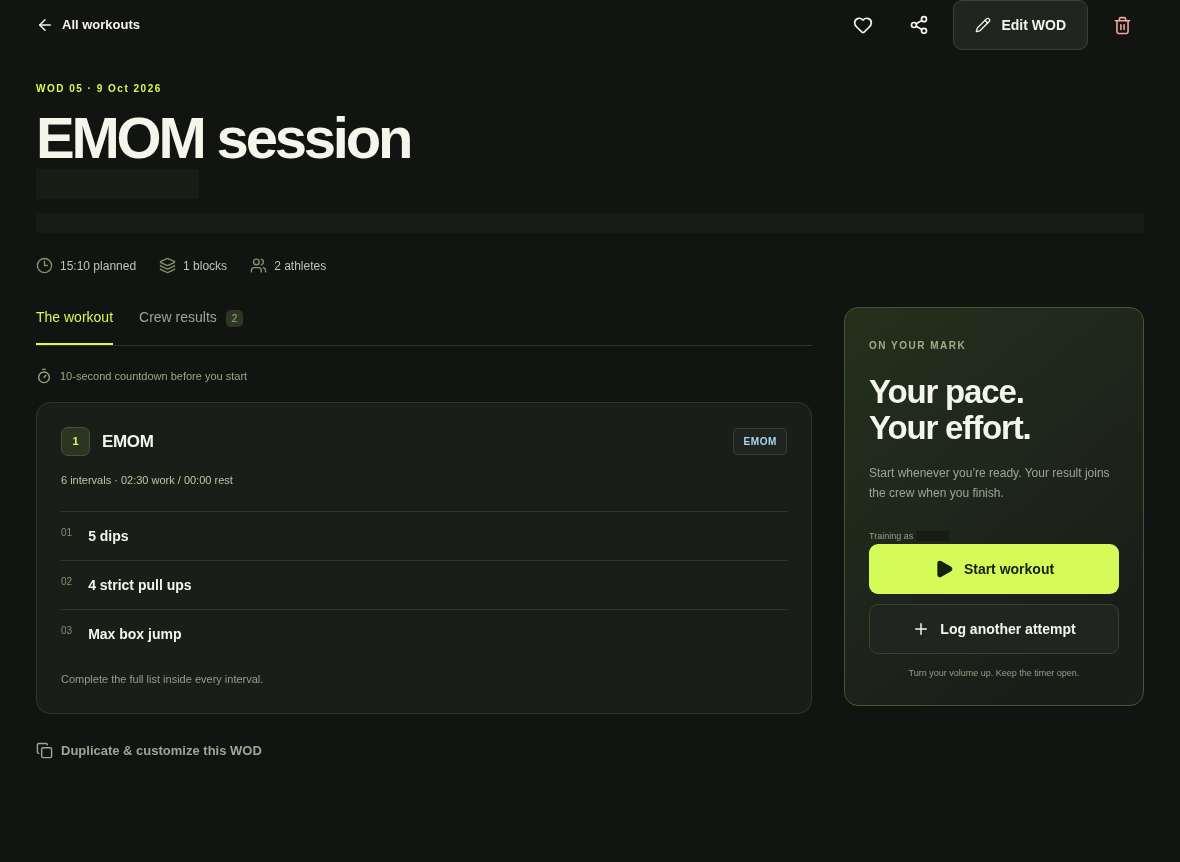 All workouts
Edit WOD
WOD 05 · 9 Oct 2026
EMOM session
15:10 planned
1 blocks
2 athletes
The workout
Crew results 2
10-second countdown before you start
1
EMOM
EMOM
6 intervals · 02:30 work / 00:00 rest
01 5 dips
02 4 strict pull ups
03 Max box jump
Complete the full list inside every interval.
Duplicate & customize this WOD
ON YOUR MARK
Your pace.
Your effort.
Start whenever you're ready. Your result joins
the crew when you finish.
Training as
Start workout
Log another attempt
Turn your volume up. Keep the timer open.